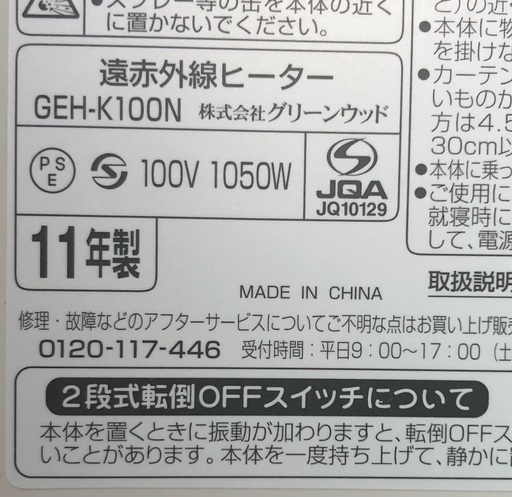 スプレー等の缶を本体の近く
に置かないでください。
遠赤外線ヒーター
GEH-K100N 株式会社グリーンウッド
PSE 100V 1050W
JQA
JQ10129
11年製
MADE IN CHINA
と)の近
●本体に物
を掛けな
●カーテン
いものか
方は4.5
30cm以
●本体に乗っ
●ご使用に
就寝時に
して、電源
取扱説明
修理・故障などのアフターサービスについてご不明な点はお買い上げ販売
0120-117-446 受付時間:平日9:00〜17:00(土
2段式転倒OFFスイッチについて
本体を置くときに振動が加わりますと、転倒OFFス
いことがあります。本体を一度持ち上げて、静かに